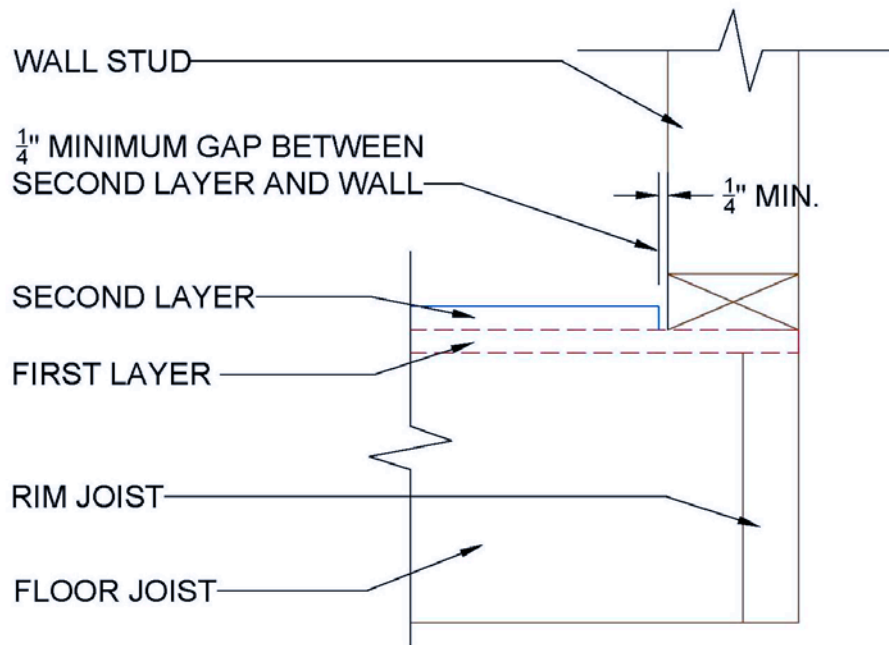 WALL STUD
1/4" MINIMUM GAP BETWEEN
SECOND LAYER AND WALL
1/4" MIN.
SECOND LAYER
FIRST LAYER
RIM JOIST
FLOOR JOIST